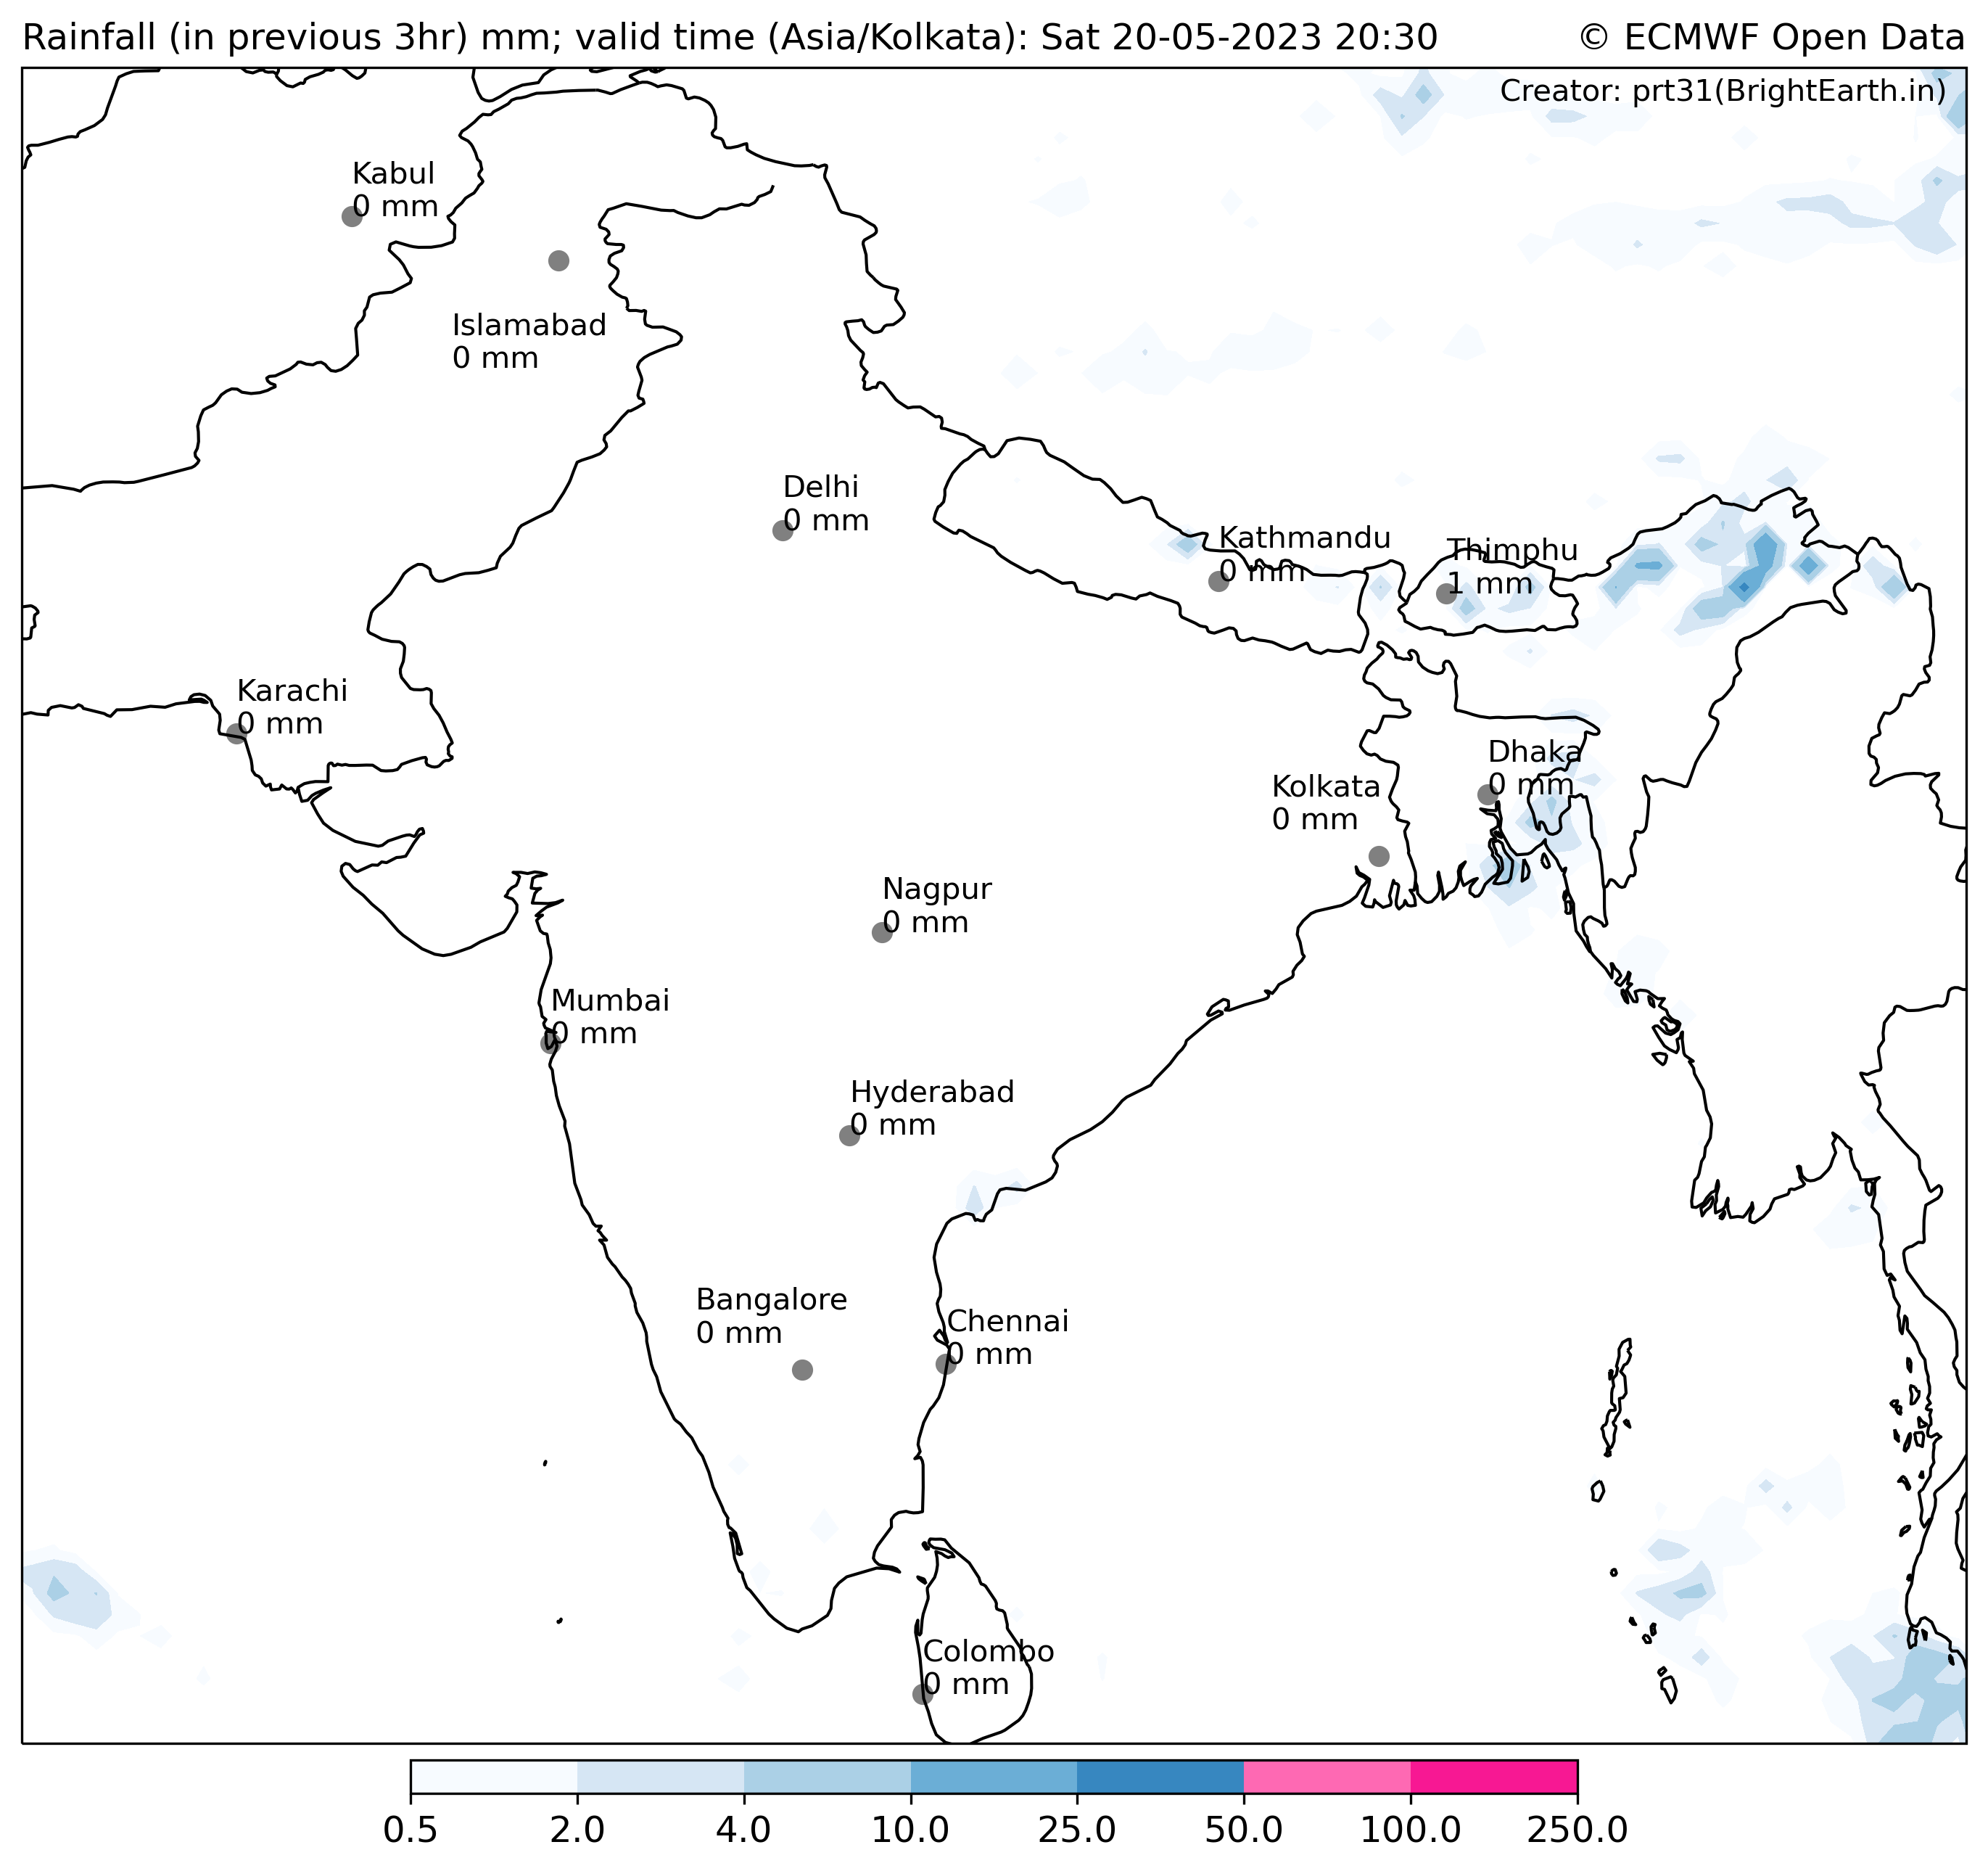 Rainfall (in previous 3hr) mm; valid time (Asia/Kolkata): Sat 20-05-2023 20:30
© ECMWF Open Data
Creator: prt31(BrightEarth.in)
Kabul
0 mm
Islamabad
0 mm
Delhi
0 mm
Kathmandu
0 mm
Thimphu
1 mm
Karachi
0 mm
Dhaka
0 mm
Kolkata
0 mm
Nagpur
0 mm
Mumbai
0 mm
Hyderabad
0 mm
Bangalore
0 mm
Chennai
0 mm
Colombo
0 mm
0.5 2.0 4.0 10.0 25.0 50.0 100.0 250.0